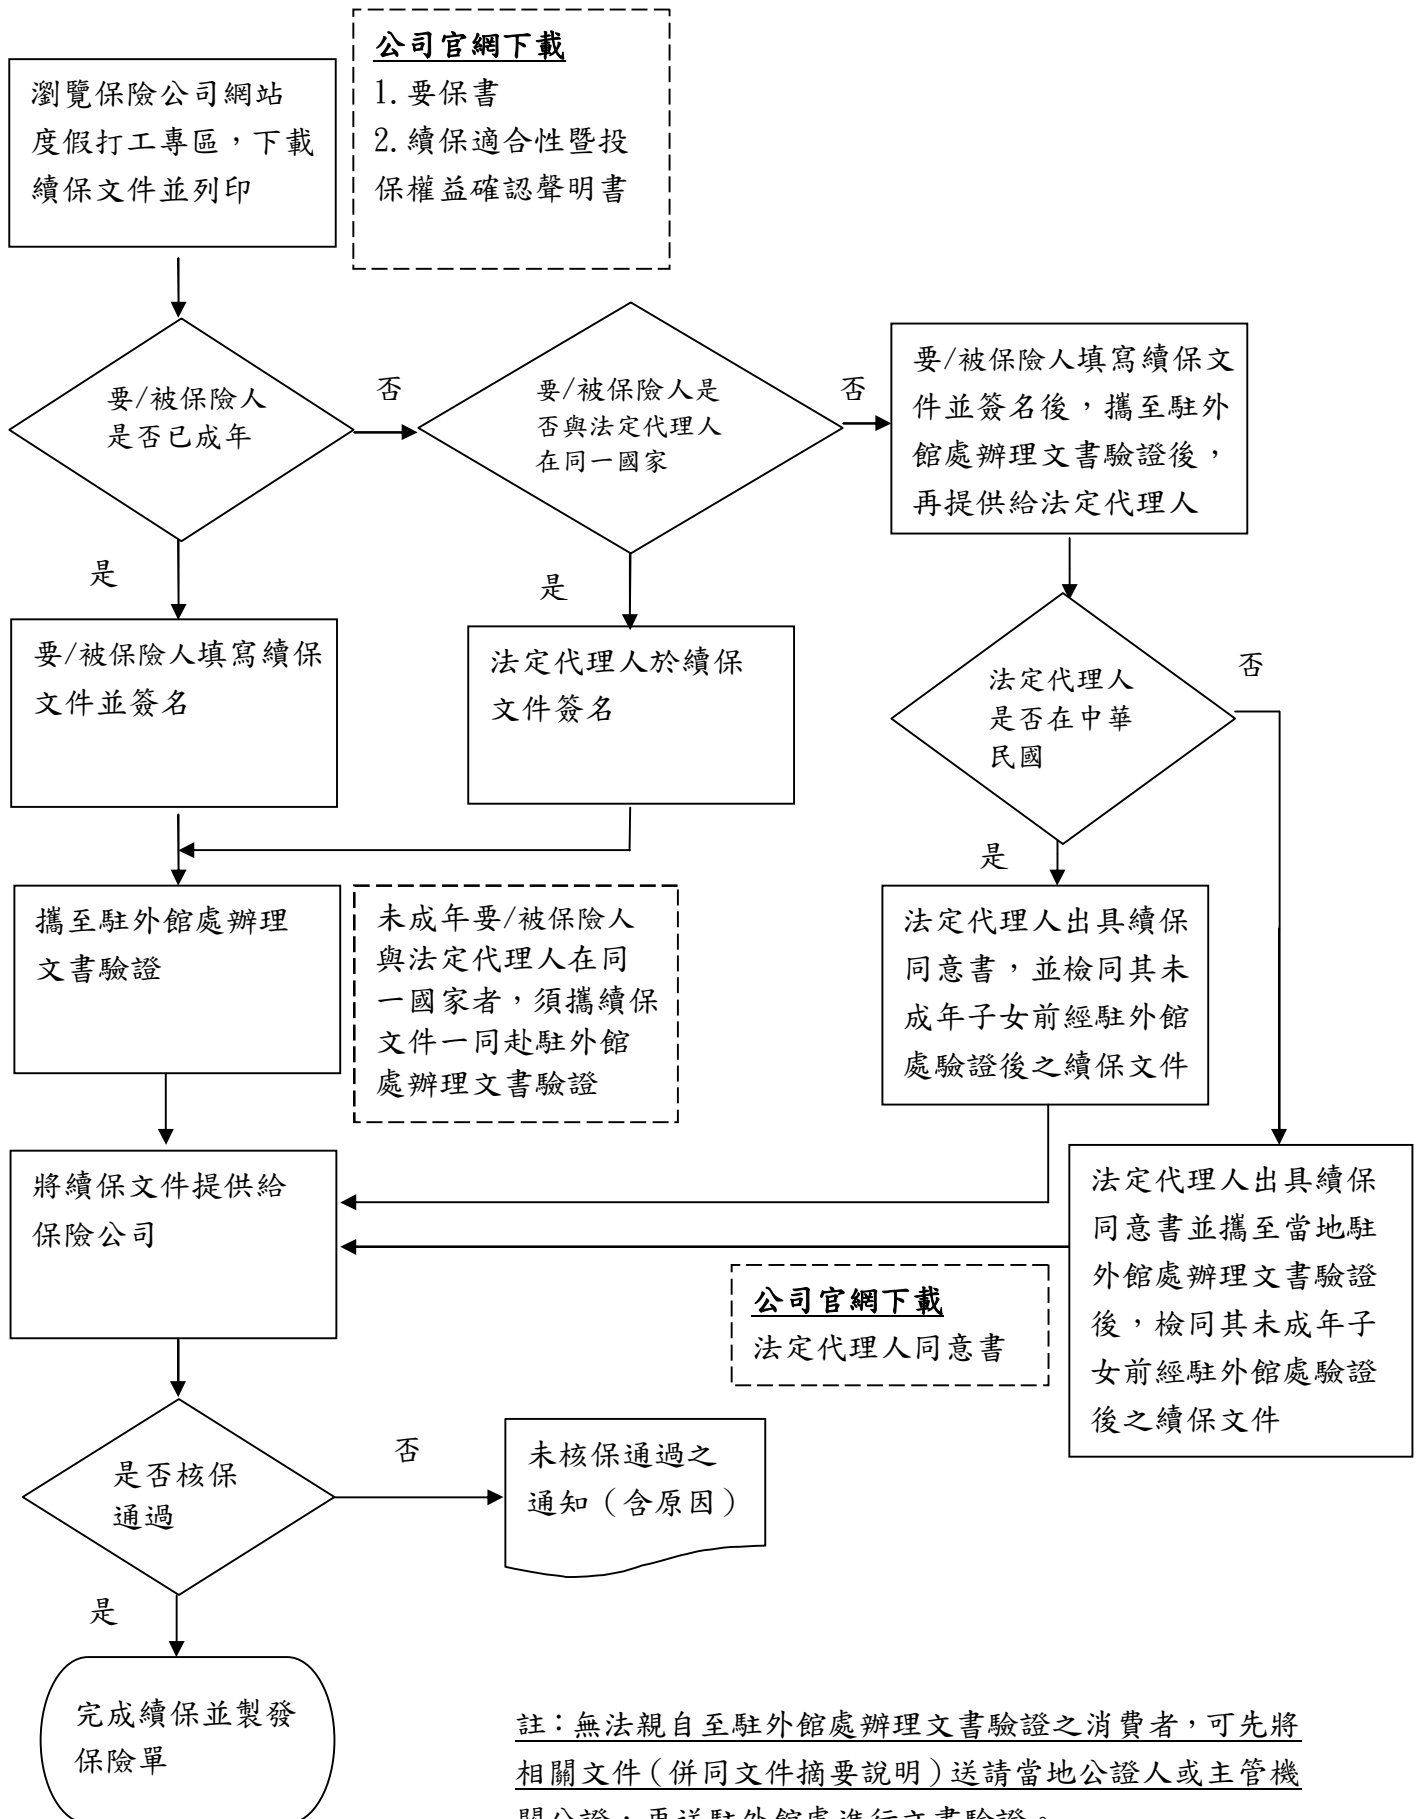 公司官網下載
1.要保書
2.續保適合性暨投
保權益確認聲明書
瀏覽保險公司網站
度假打工專區，下載
續保文件並列印
要/被保險人
是否已成年
否
要/被保險人是
否與法定代理人
在同一國家
否
要/被保險人填寫續保文
件並簽名後，攜至駐外
館處辦理文書驗證後，
再提供給法定代理人
是
是
要/被保險人填寫續保
文件並簽名
法定代理人於續保
文件簽名
法定代理人
是否在中華
民國
否
是
攜至駐外館處辦理
文書驗證
未成年要/被保險人
與法定代理人在同
一國家者，須攜續保
文件一同赴駐外館
處辦理文書驗證
法定代理人出具續保
同意書，並檢同其未
成年子女前經駐外館
處驗證後之續保文件
將續保文件提供給
保險公司
法定代理人出具續保
同意書並攜至當地駐
外館處辦理文書驗證
後，檢同其未成年子
女前經駐外館處驗證
後之續保文件
公司官網下載
法定代理人同意書
是否核保
通過
否
未核保通過之
通知（含原因）
是
完成續保並製發
保險單
註：無法親自至駐外館處辦理文書驗證之消費者，可先將
相關文件（併同文件摘要說明）送請當地公證人或主管機
關公證，再送駐外館處進行文書驗證。